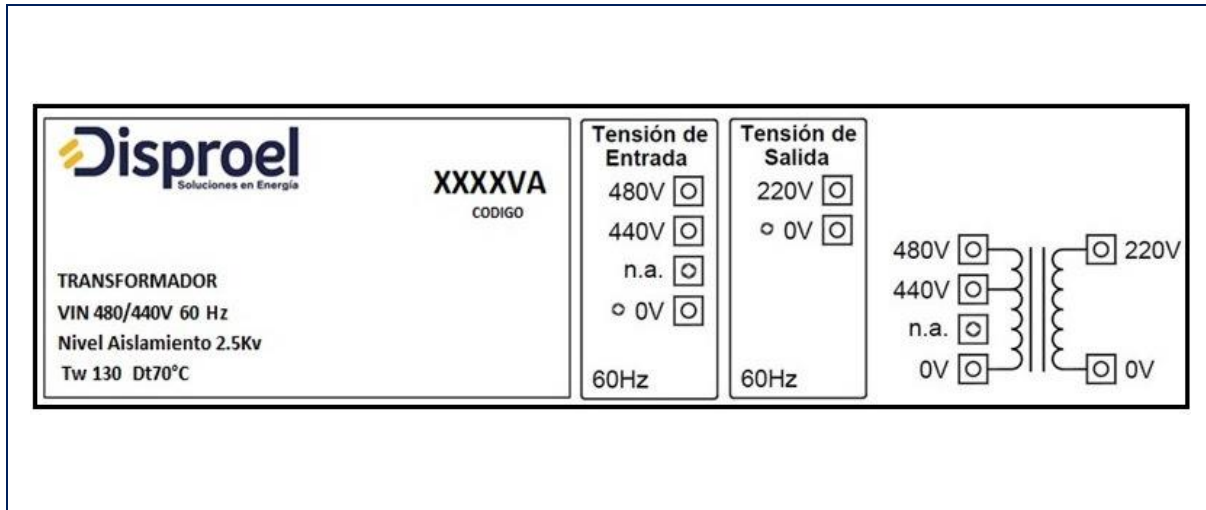 Disproel
Soluciones en Energía
XXXXVA
CODIGO
TRANSFORMADOR
VIN 480/440V 60 Hz
Nivel Aislamiento 2.5Kv
Tw 130 Dt70°C
Tensión de
Entrada
480V
440V
n.a.
0V
60Hz
Tensión de
Salida
220V
0V
60Hz
480V
440V
n.a.
0V
220V
0V